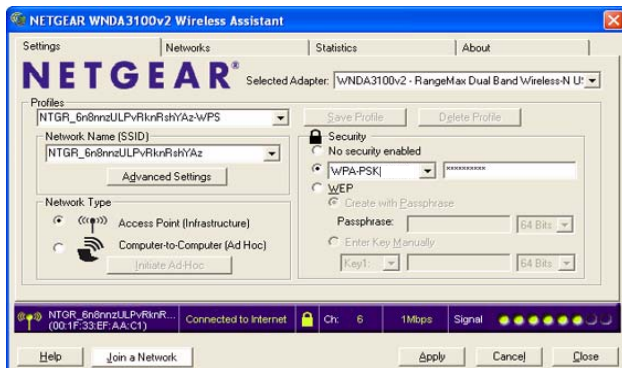 NETGEAR WNDA3100v2 Wireless Assistant
Settings Networks Statistics About
NETGEAR® Selected Adapter: WNDA3100v2 - RangeMax Dual Band Wireless-N U
Profiles
NTGR_6n8nnzULPvRknRshYAz-WPS Save Profile Delete Profile
Network Name (SSID)
NTGR_6n8nnzULPvRknRshYAz
Advanced Settings
Network Type
Access Point (Infrastructure)
Computer-to-Computer (Ad Hoc)
Initiate Ad-Hoc
Security
No security enabled
WPA-PSK| **********
WEP
Create with Passphrase
Passphrase: 64 Bits
Enter Key Manually
Key1: 64 Bits
NTGR_6n8nnzULPvRknR...
(00:1F:33:EF:AA:C1)
Connected to Internet Ch: 6 1Mbps Signal
Help Join a Network Apply Cancel Close